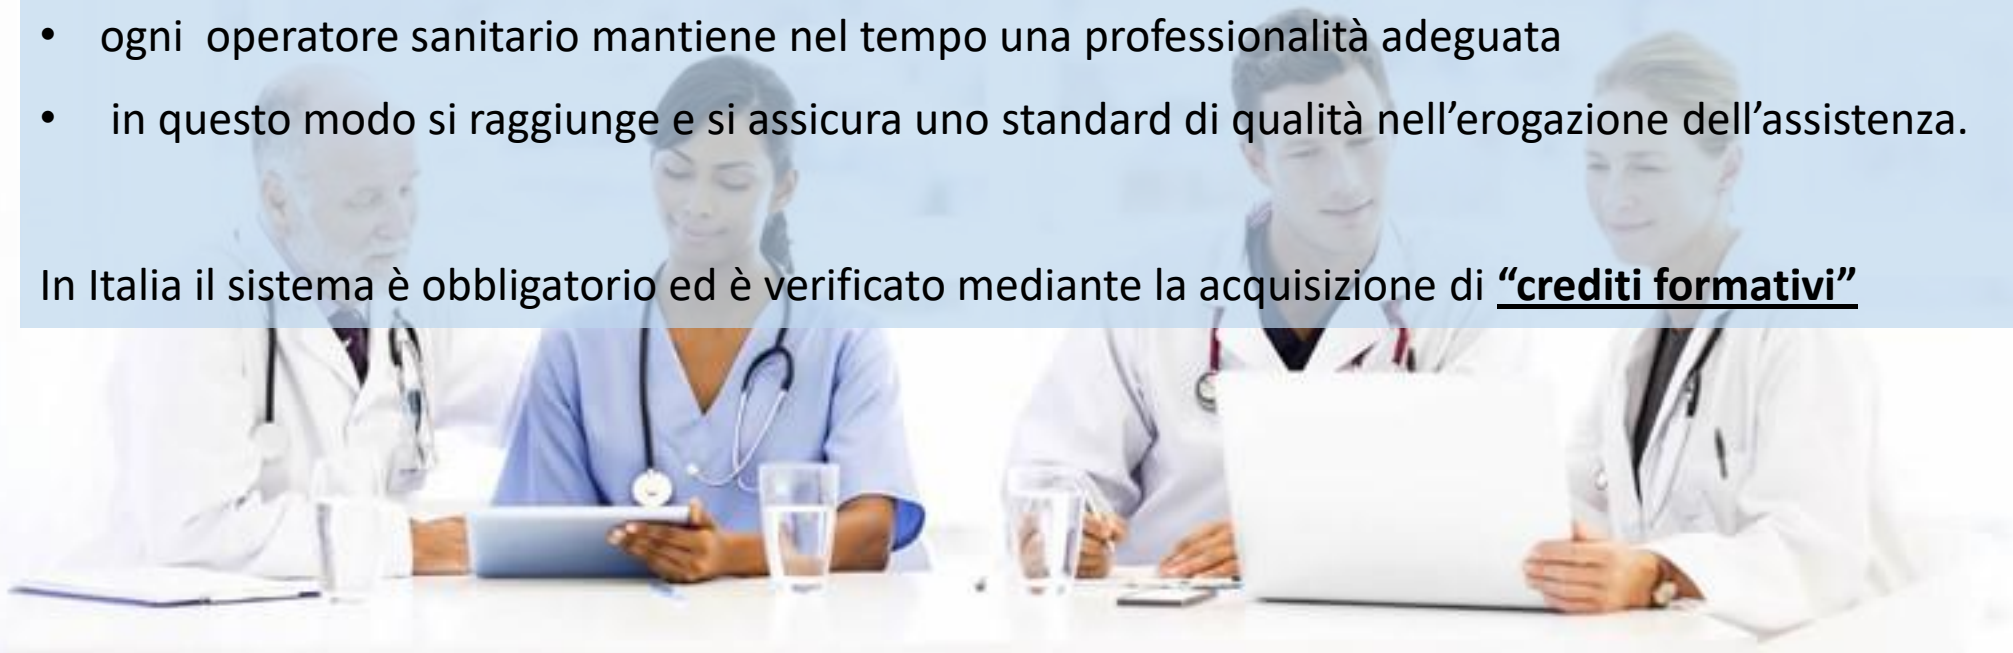 • ogni operatore sanitario mantiene nel tempo una professionalità adeguata
• in questo modo si raggiunge e si assicura uno standard di qualità nell’erogazione dell’assistenza.
In Italia il sistema è obbligatorio ed è verificato mediante la acquisizione di “crediti formativi”